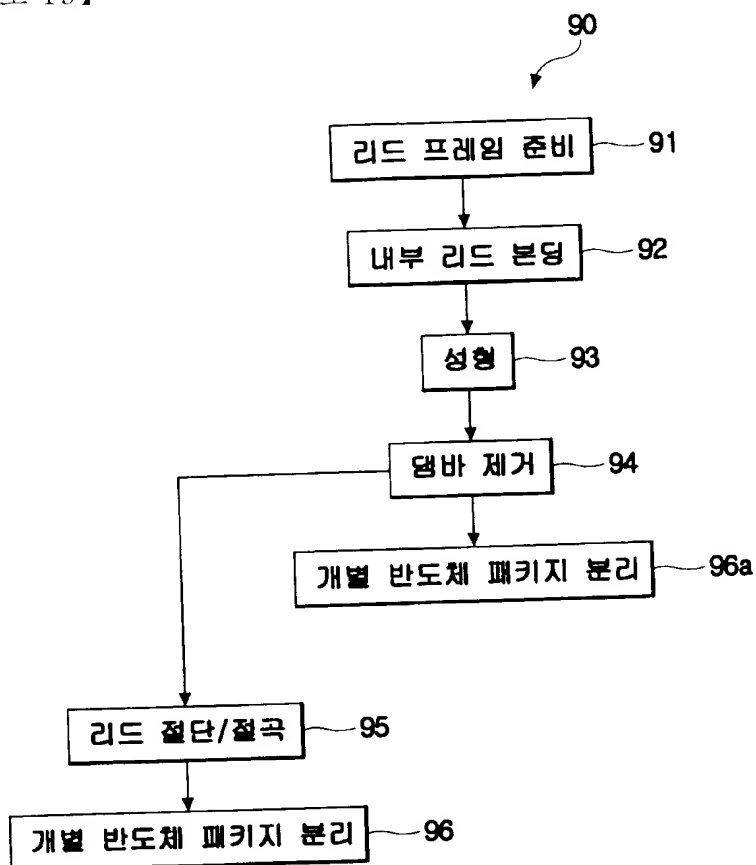 90
리드 프레임 준비 91
내부 리드 본딩 92
성형 93
댐바 제거 94
개별 반도체 패키지 분리 96a
리드 절단/절곡 95
개별 반도체 패키지 분리 96